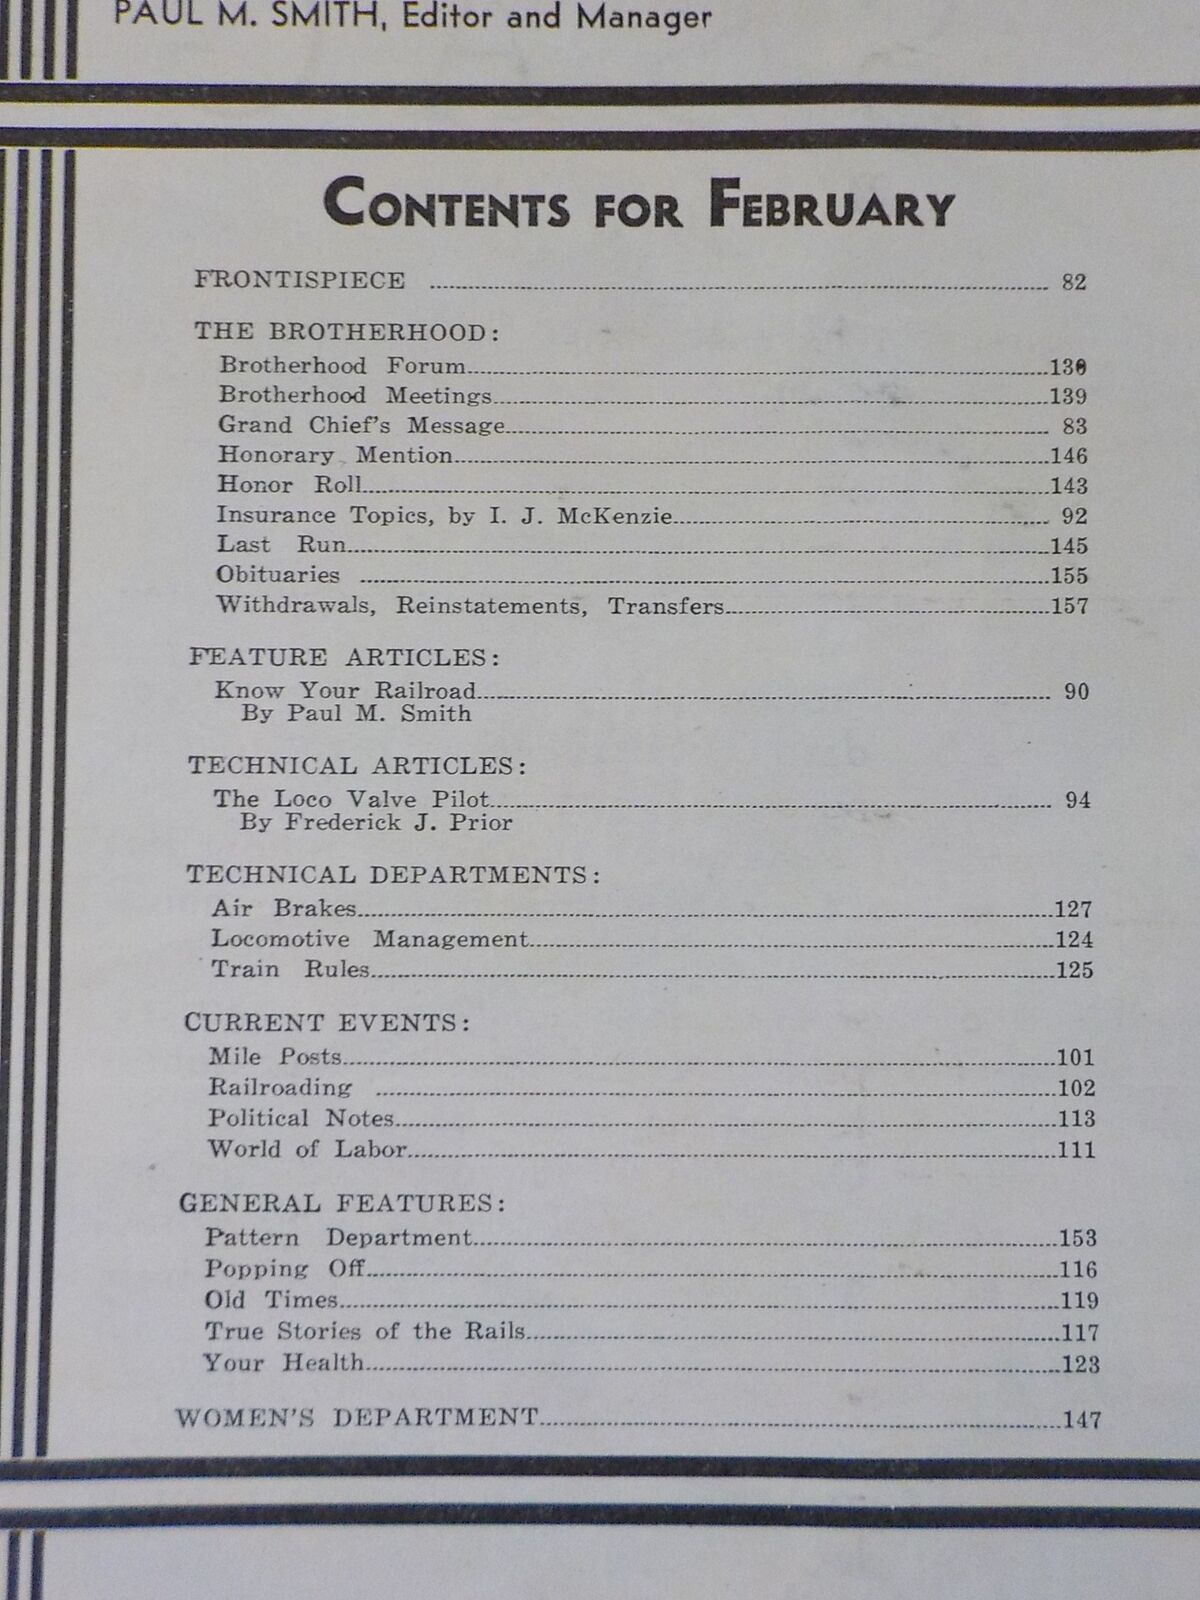 PAUL M. SMITH, Editor and Manager
CONTENTS FOR FEBRUARY
FRONTISPIECE 82
THE BROTHERHOOD:
Brotherhood Forum 130
Brotherhood Meetings 139
Grand Chief's Message 83
Honorary Mention 146
Honor Roll 143
Insurance Topics, by I. J. McKenzie 92
Last Run 145
Obituaries 155
Withdrawals, Reinstatements, Transfers 157
FEATURE ARTICLES:
Know Your Railroad 90
By Paul M. Smith
TECHNICAL ARTICLES:
The Loco Valve Pilot 94
By Frederick J. Prior
TECHNICAL DEPARTMENTS:
Air Brakes 127
Locomotive Management 124
Train Rules 125
CURRENT EVENTS:
Mile Posts 101
Railroading 102
Political Notes 113
World of Labor 111
GENERAL FEATURES:
Pattern Department 153
Popping Off 116
Old Times 119
True Stories of the Rails 117
Your Health 123
WOMEN'S DEPARTMENT 147